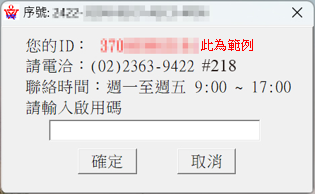 序號: 2422-
您的ID： 370 此為範例
請電洽：(02)2363-9422 #218
聯絡時間：週一至週五 9:00 ~ 17:00
請輸入啟用碼
確定 取消